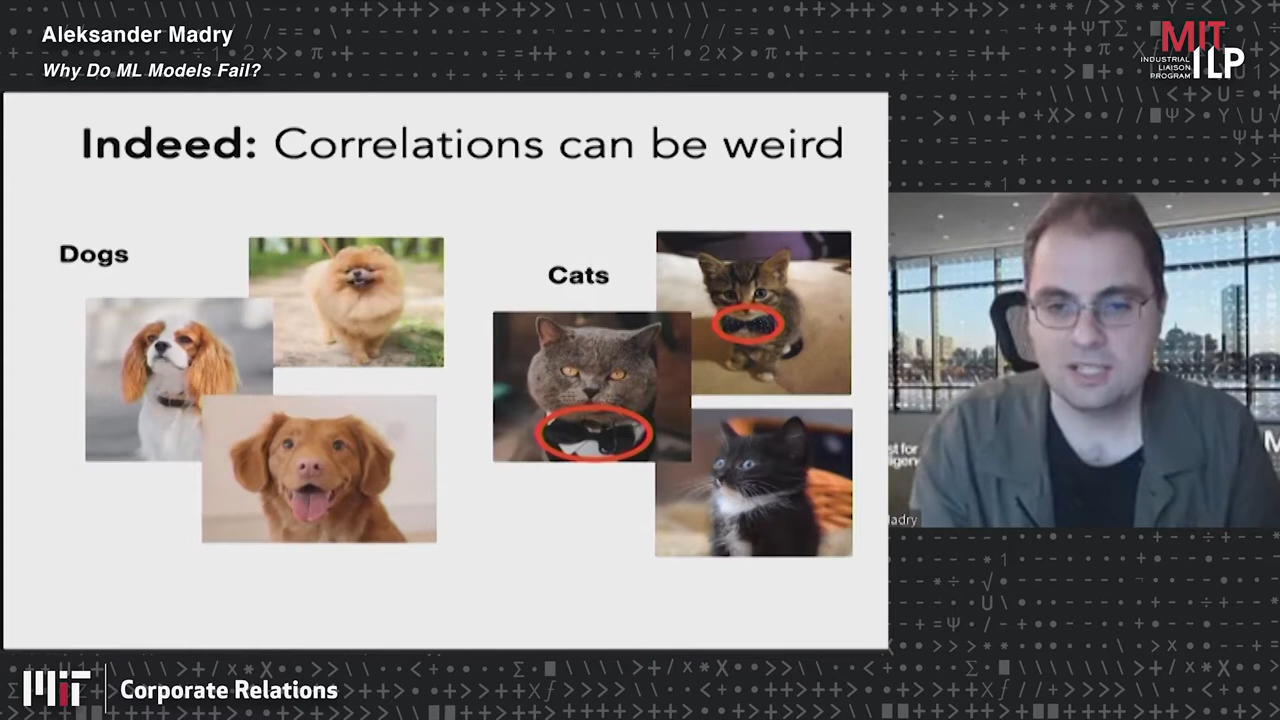 Aleksander Madry
Why Do ML Models Fail?
MIT
INDUSTRIAL
LIAISON
PROGRAM
ILP
Indeed: Correlations can be weird
Dogs
Cats
MIT
Corporate Relations